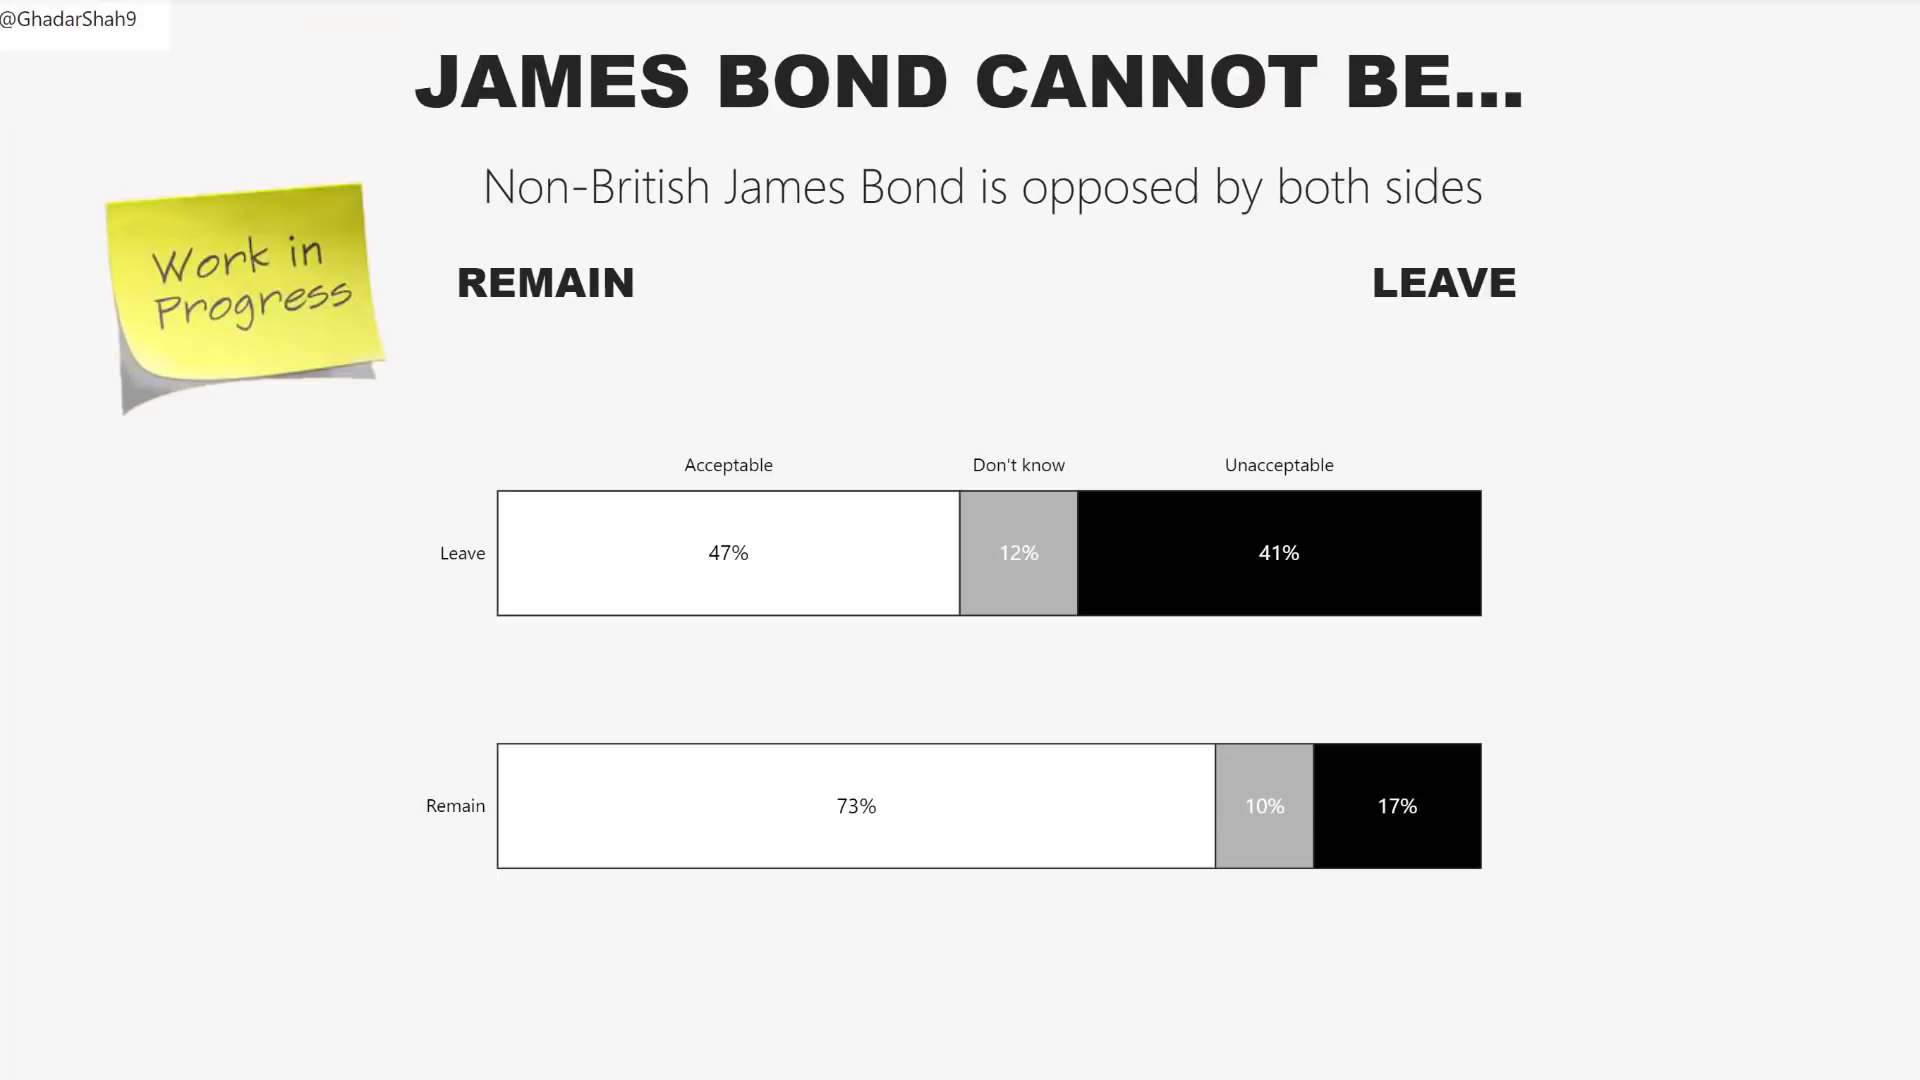 @GhadarShah9
JAMES BOND CANNOT BE...
Non-British James Bond is opposed by both sides
Work in
Progress
REMAIN
LEAVE
Acceptable
Don't know
Unacceptable
Leave
47%
12%
41%
Remain
73%
10%
17%